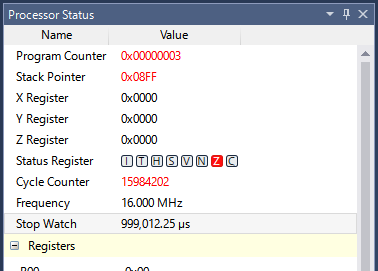 Processor Status
Name Value
Program Counter 0x00000003
Stack Pointer 0x08FF
X Register 0x0000
Y Register 0x0000
Z Register 0x0000
Status Register I T H S V N Z C
Cycle Counter 15984202
Frequency 16.000 MHz
Stop Watch 999,012.25 µs
Registers
R00 0x00